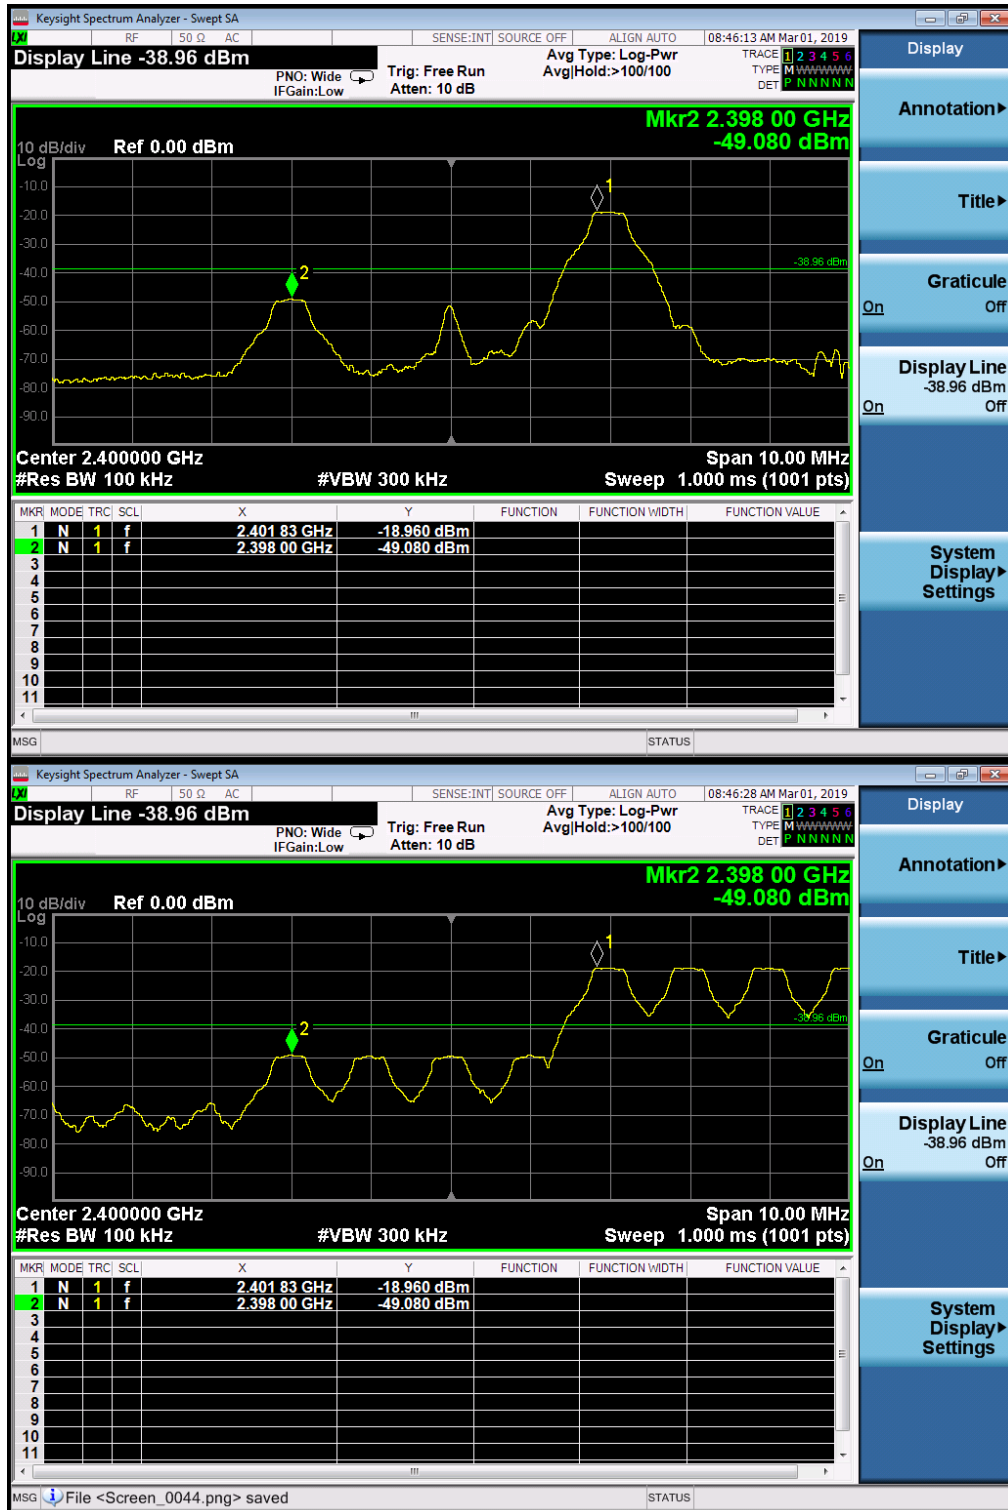 Keysight Spectrum Analyzer - Swept SA
LXI RF 50 Ω AC SENSE:INT SOURCE OFF ALIGN AUTO 08:46:13 AM Mar 01, 2019
Display Line -38.96 dBm
PNO: Wide
IFGain:Low
Trig: Free Run
Atten: 10 dB
Avg Type: Log-Pwr
Avg|Hold:>100/100
TRACE 1 2 3 4 5 6
TYPE M WWWWW
DET P N N N N N
Mkr2 2.398 00 GHz
-49.080 dBm
10 dB/div Ref 0.00 dBm
Log
-10.0
-20.0
-30.0
-40.0
-50.0
-60.0
-70.0
-80.0
-90.0
1
2
-38.96 dBm
Center 2.400000 GHz Span 10.00 MHz
#Res BW 100 kHz #VBW 300 kHz Sweep 1.000 ms (1001 pts)
MKR MODE TRC SCL X Y FUNCTION FUNCTION WIDTH FUNCTION VALUE
1 N 1 f 2.401 83 GHz -18.960 dBm
2 N 1 f 2.398 00 GHz -49.080 dBm
3
4
5
6
7
8
9
10
11
MSG STATUS
Display
Annotation
Title
Graticule
On Off
Display Line
-38.96 dBm
On Off
System
Display
Settings
Keysight Spectrum Analyzer - Swept SA
LXI RF 50 Ω AC SENSE:INT SOURCE OFF ALIGN AUTO 08:46:28 AM Mar 01, 2019
Display Line -38.96 dBm
PNO: Wide
IFGain:Low
Trig: Free Run
Atten: 10 dB
Avg Type: Log-Pwr
Avg|Hold:>100/100
TRACE 1 2 3 4 5 6
TYPE M WWWWW
DET P N N N N N
Mkr2 2.398 00 GHz
-49.080 dBm
10 dB/div Ref 0.00 dBm
Log
-10.0
-20.0
-30.0
-40.0
-50.0
-60.0
-70.0
-80.0
-90.0
1
2
-38.96 dBm
Center 2.400000 GHz Span 10.00 MHz
#Res BW 100 kHz #VBW 300 kHz Sweep 1.000 ms (1001 pts)
MKR MODE TRC SCL X Y FUNCTION FUNCTION WIDTH FUNCTION VALUE
1 N 1 f 2.401 83 GHz -18.960 dBm
2 N 1 f 2.398 00 GHz -49.080 dBm
3
4
5
6
7
8
9
10
11
MSG File <Screen_0044.png> saved STATUS
Display
Annotation
Title
Graticule
On Off
Display Line
-38.96 dBm
On Off
System
Display
Settings